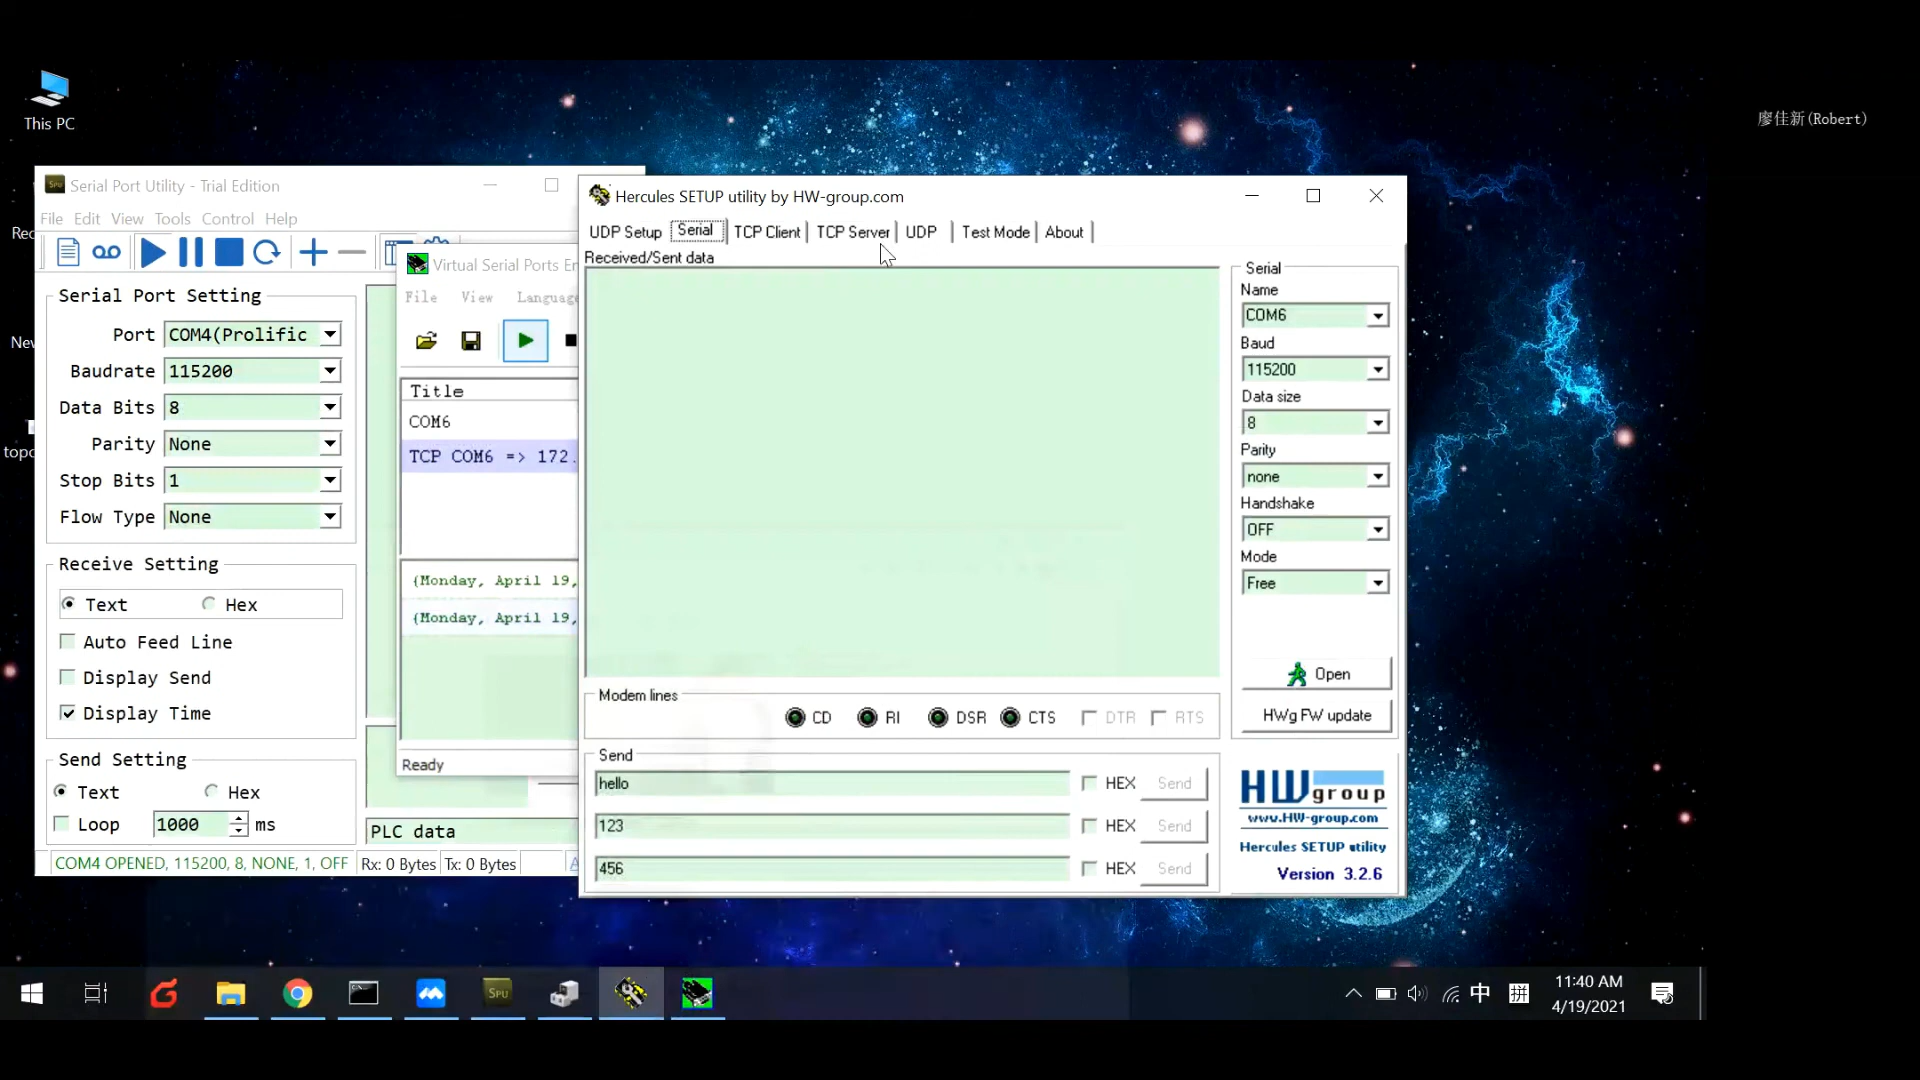 This PC
廖佳新(Robert)
Rec
New
topo
Serial Port Utility - Trial Edition
File Edit View Tools Control Help
Serial Port Setting
Port COM4(Prolific
Baudrate 115200
Data Bits 8
Parity None
Stop Bits 1
Flow Type None
Receive Setting
Text Hex
Auto Feed Line
Display Send
Display Time
Send Setting
Text Hex
Loop 1000 ms
PLC data
COM4 OPENED, 115200, 8, NONE, 1, OFF Rx: 0 Bytes Tx: 0 Bytes
Virtual Serial Ports E
File View Language
Title
COM6
TCP COM6 => 172.
(Monday, April 19,
(Monday, April 19,
Ready
Hercules SETUP utility by HW-group.com
UDP Setup Serial TCP Client TCP Server UDP Test Mode About
Received/Sent data
Serial
Name
COM6
Baud
115200
Data size
8
Parity
none
Handshake
OFF
Mode
Free
Open
HWg FW update
Modem lines
CD RI DSR CTS DTR RTS
Send
hello HEX Send
123 HEX Send
456 HEX Send
HW group
www.HW-group.com
Hercules SETUP utility
Version 3.2.6
SPU
中 拼
11:40 AM
4/19/2021